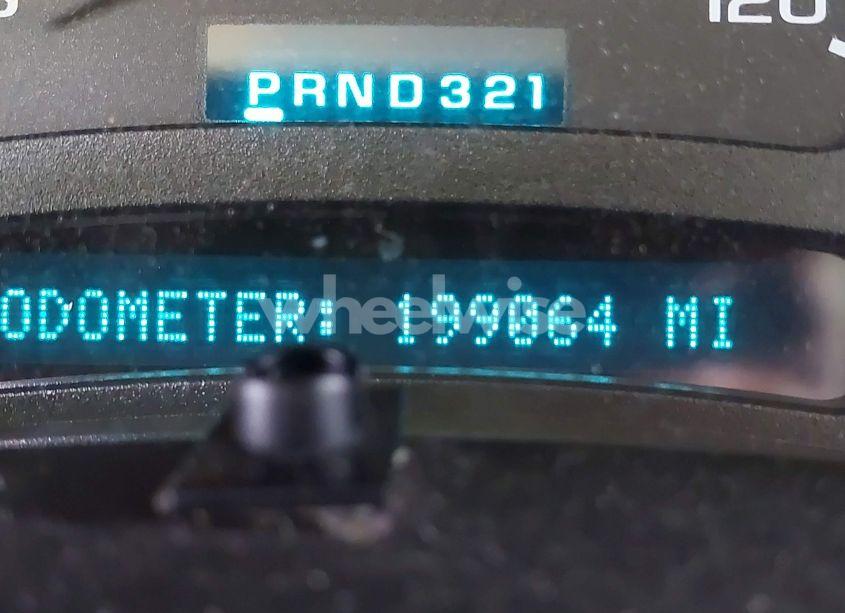 120
PRND321
ODOMETER: 199064 MI
wheelwise